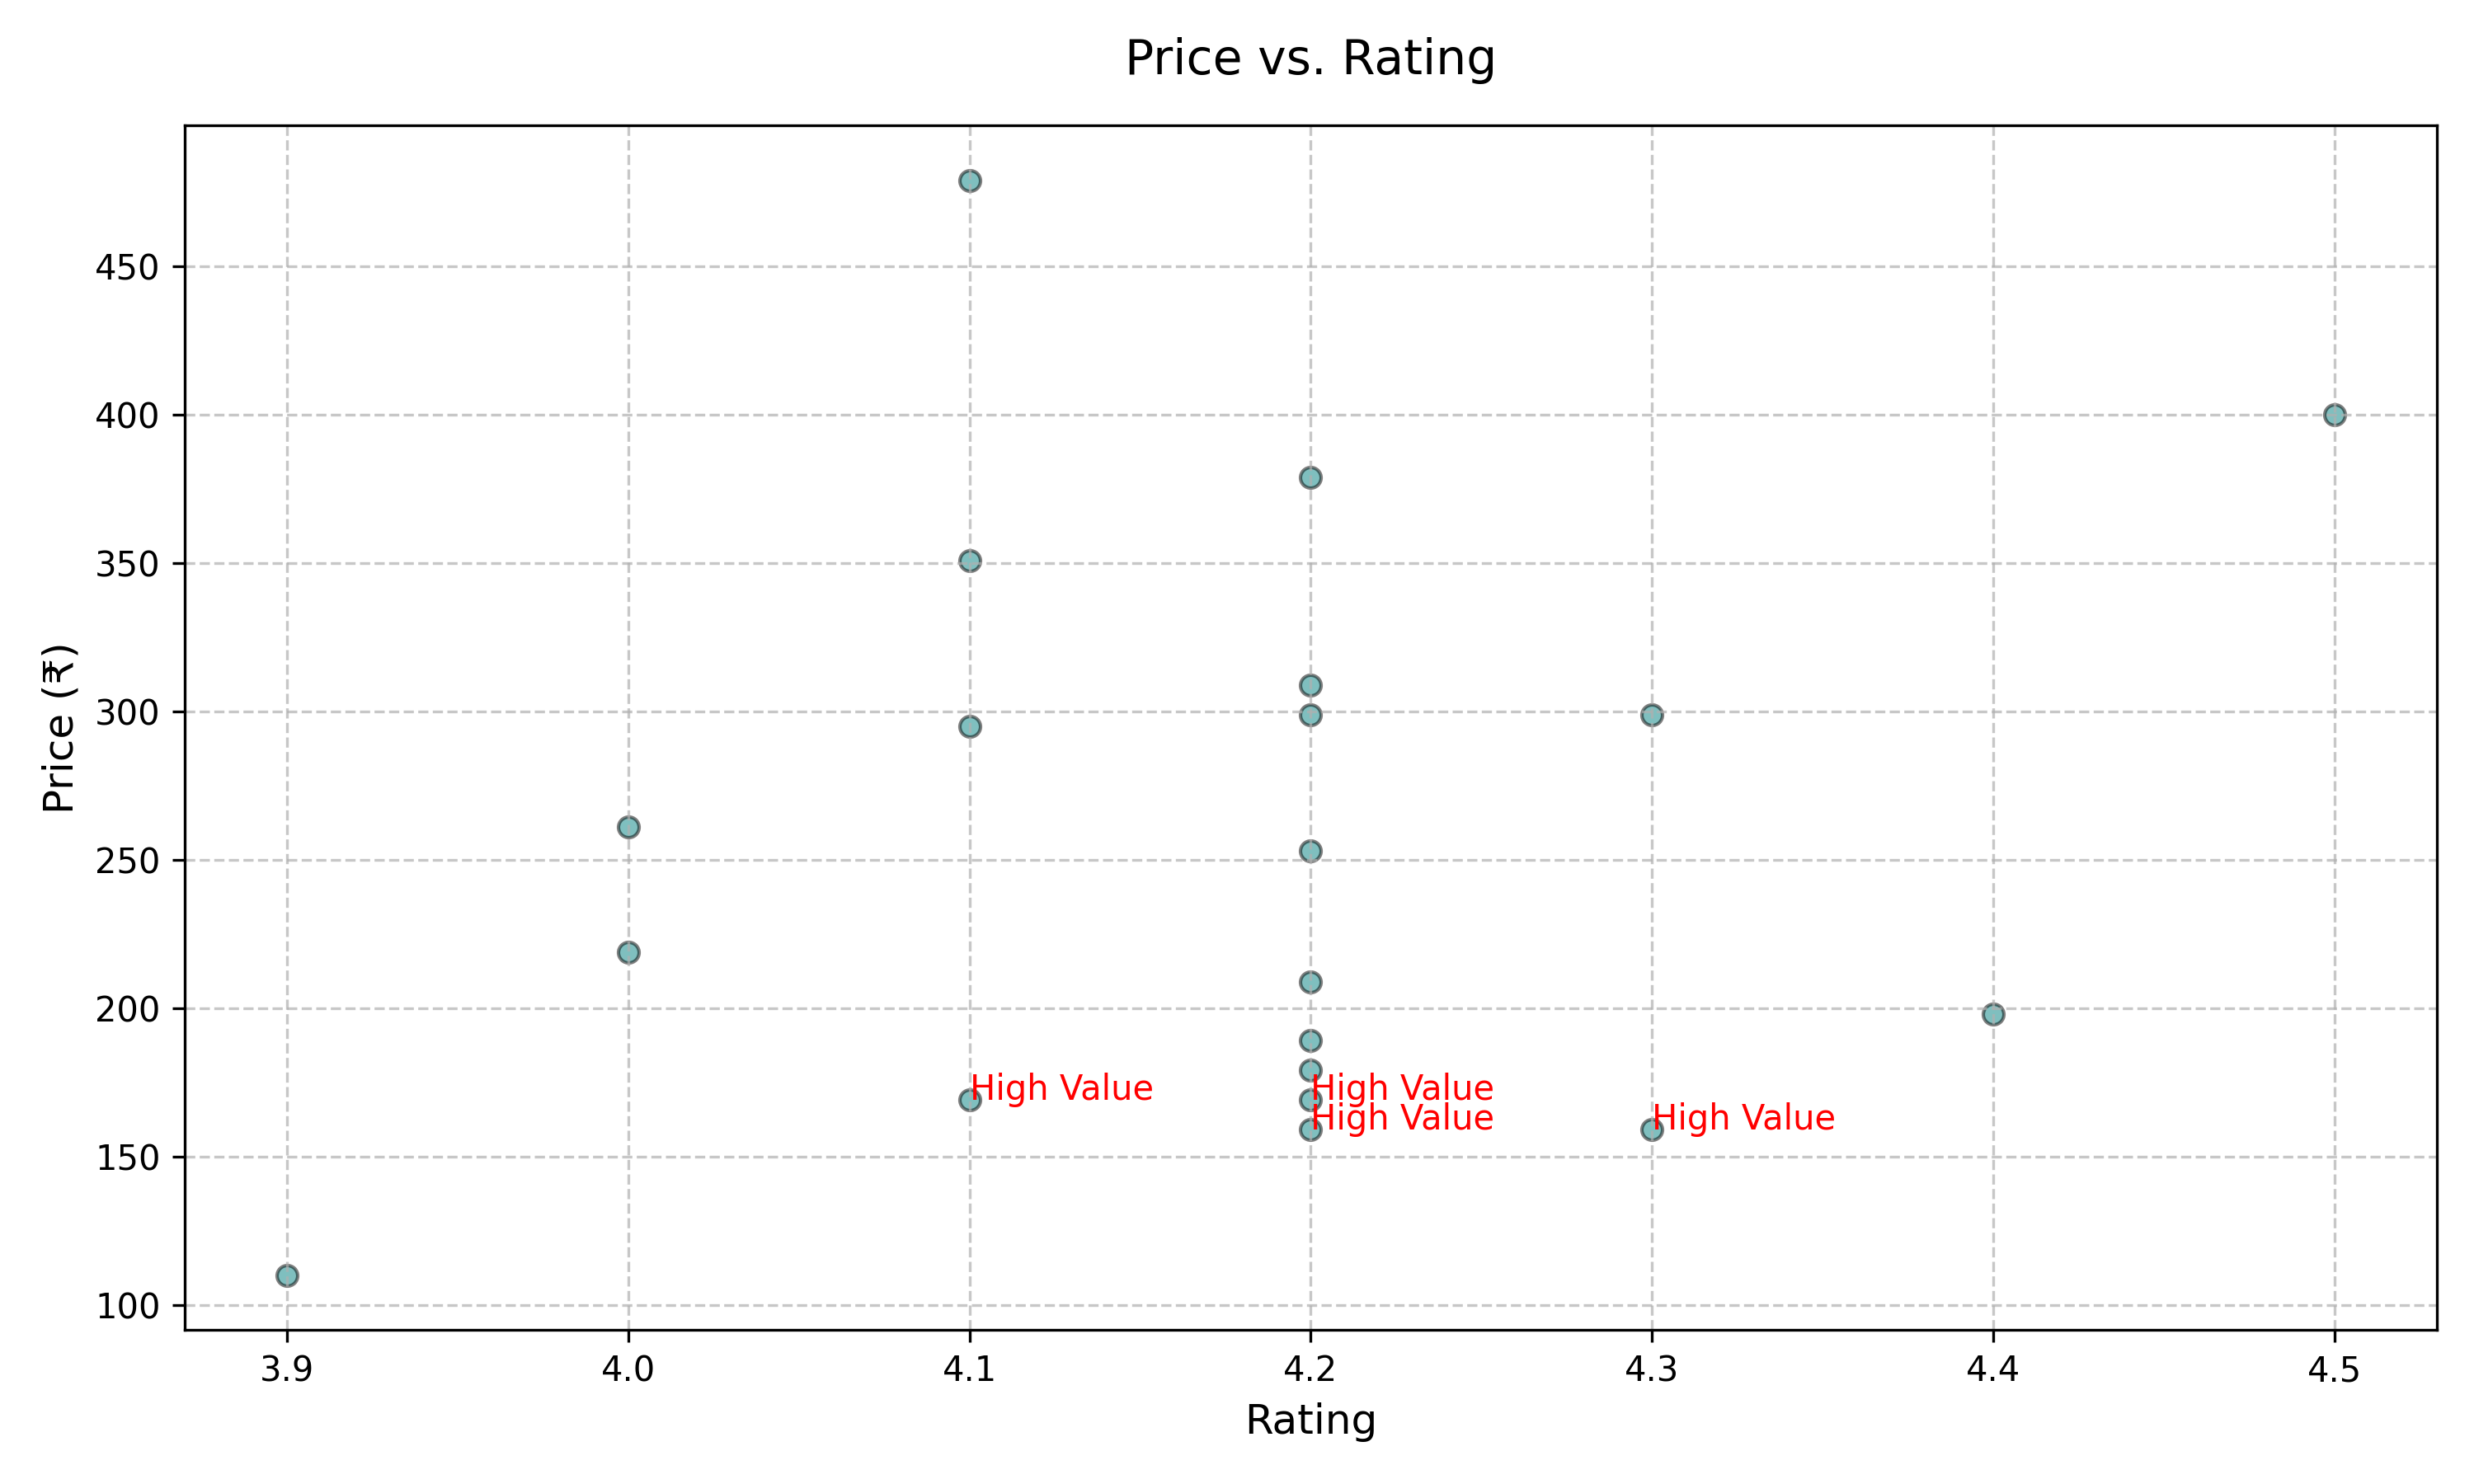 Price vs. Rating
Price (₹)
450
400
350
300
250
200
150
100
High Value
High Value
High Value
High Value
3.9
4.0
4.1
4.2
4.3
4.4
4.5
Rating